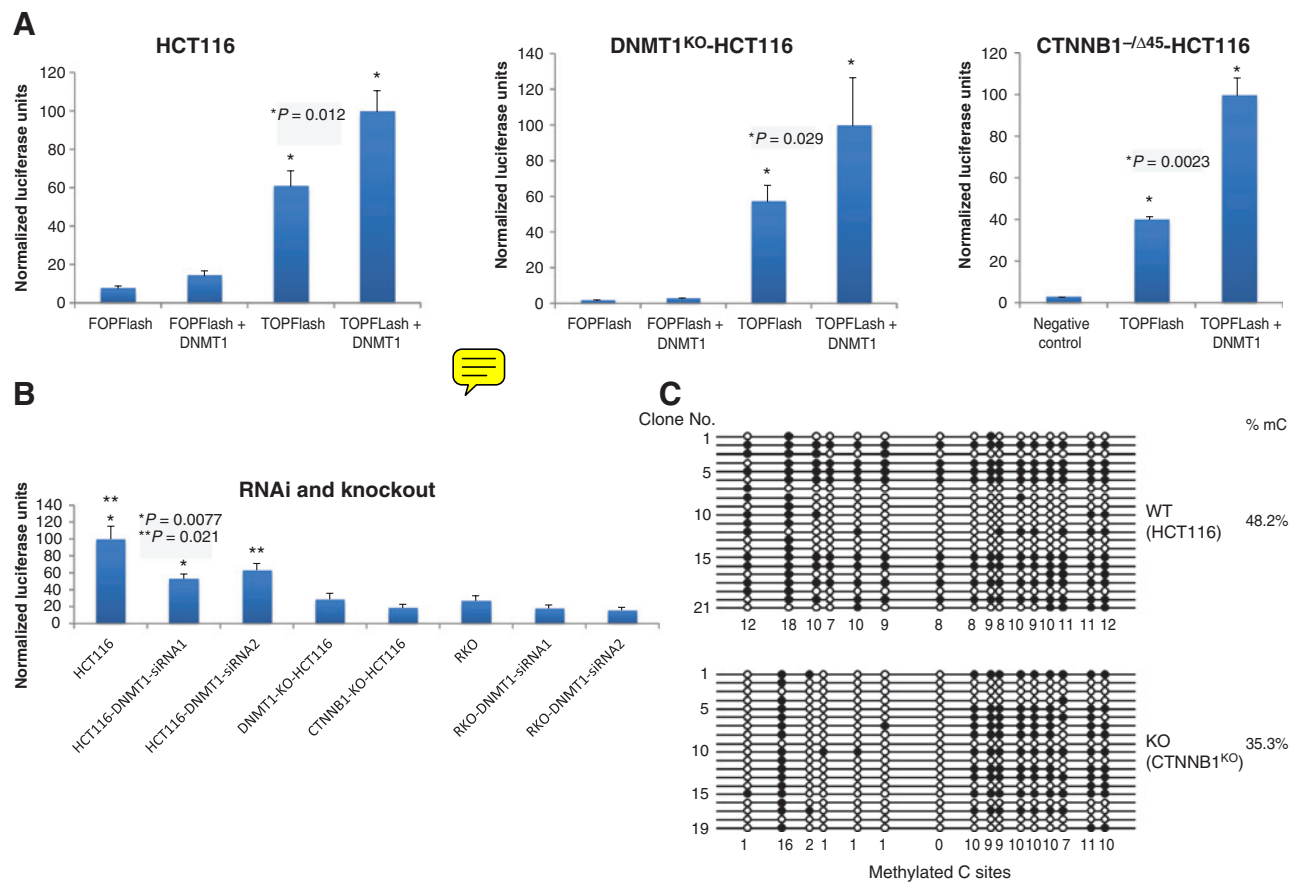 A
HCT116
Normalized luciferase units
120
100
80
60
40
20
0
*P = 0.012
*
*
FOPFlash
FOPFlash +
DNMT1
TOPFlash
TOPFLash +
DNMT1
DNMT1KO-HCT116
Normalized luciferase units
140
120
100
80
60
40
20
0
*P = 0.029
*
*
FOPFlash
FOPFlash +
DNMT1
TOPFlash
TOPFLash +
DNMT1
CTNNB1–/Δ45-HCT116
Normalized luciferase units
120
100
80
60
40
20
0
*P = 0.0023
*
*
Negative
control
TOPFlash
TOPFLash +
DNMT1
B
RNAi and knockout
Normalized luciferase units
140
120
100
80
60
40
20
0
**
*
*P = 0.0077
**P = 0.021
*
**
HCT116
HCT116-DNMT1-siRNA1
HCT116-DNMT1-siRNA2
DNMT1-KO-HCT116
CTNNB1-KO-HCT116
RKO
RKO-DNMT1-siRNA1
RKO-DNMT1-siRNA2
C
Clone No.
% mC
1
5
10
15
21
WT
(HCT116)
48.2%
12 18 10 7 10 9 8 8 9 8 10 9 10 11 11 12
1
5
10
15
19
KO
(CTNNB1KO)
35.3%
1 16 2 1 1 1 0 10 9 9 10 10 10 7 11 10
Methylated C sites